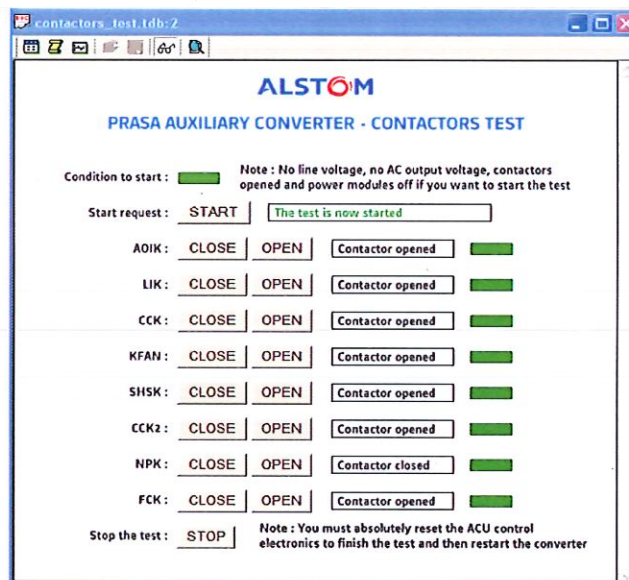 contactors_test.tdb:2
ALSTOM
PRASA AUXILIARY CONVERTER - CONTACTORS TEST
Condition to start : Note : No line voltage, no AC output voltage, contactors
opened and power modules off if you want to start the test
Start request : START The test is now started
AOIK : CLOSE OPEN Contactor opened
LIK : CLOSE OPEN Contactor opened
CCK : CLOSE OPEN Contactor opened
KFAN : CLOSE OPEN Contactor opened
SHSK : CLOSE OPEN Contactor opened
CCK2 : CLOSE OPEN Contactor opened
NPK : CLOSE OPEN Contactor closed
FCK : CLOSE OPEN Contactor opened
Stop the test : STOP Note : You must absolutely reset the ACU control
electronics to finish the test and then restart the converter